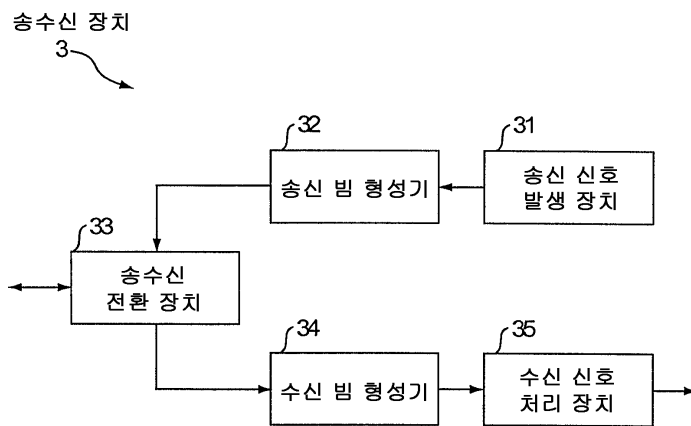 송수신 장치
3
32
송신 빔 형성기
31
송신 신호
발생 장치
33
송수신
전환 장치
34
수신 빔 형성기
35
수신 신호
처리 장치